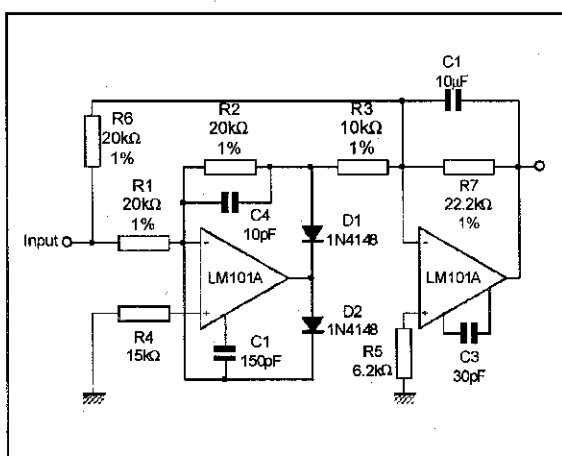 C1
10µF
R2
20kΩ
1%
R3
10kΩ
1%
R6
20kΩ
1%
R1
20kΩ
1%
C4
10pF
D1
1N4148
R7
22.2kΩ
1%
Input
-
LM101A
+
-
LM101A
+
D2
1N4148
R4
15kΩ
C1
150pF
R5
6.2kΩ
C3
30pF